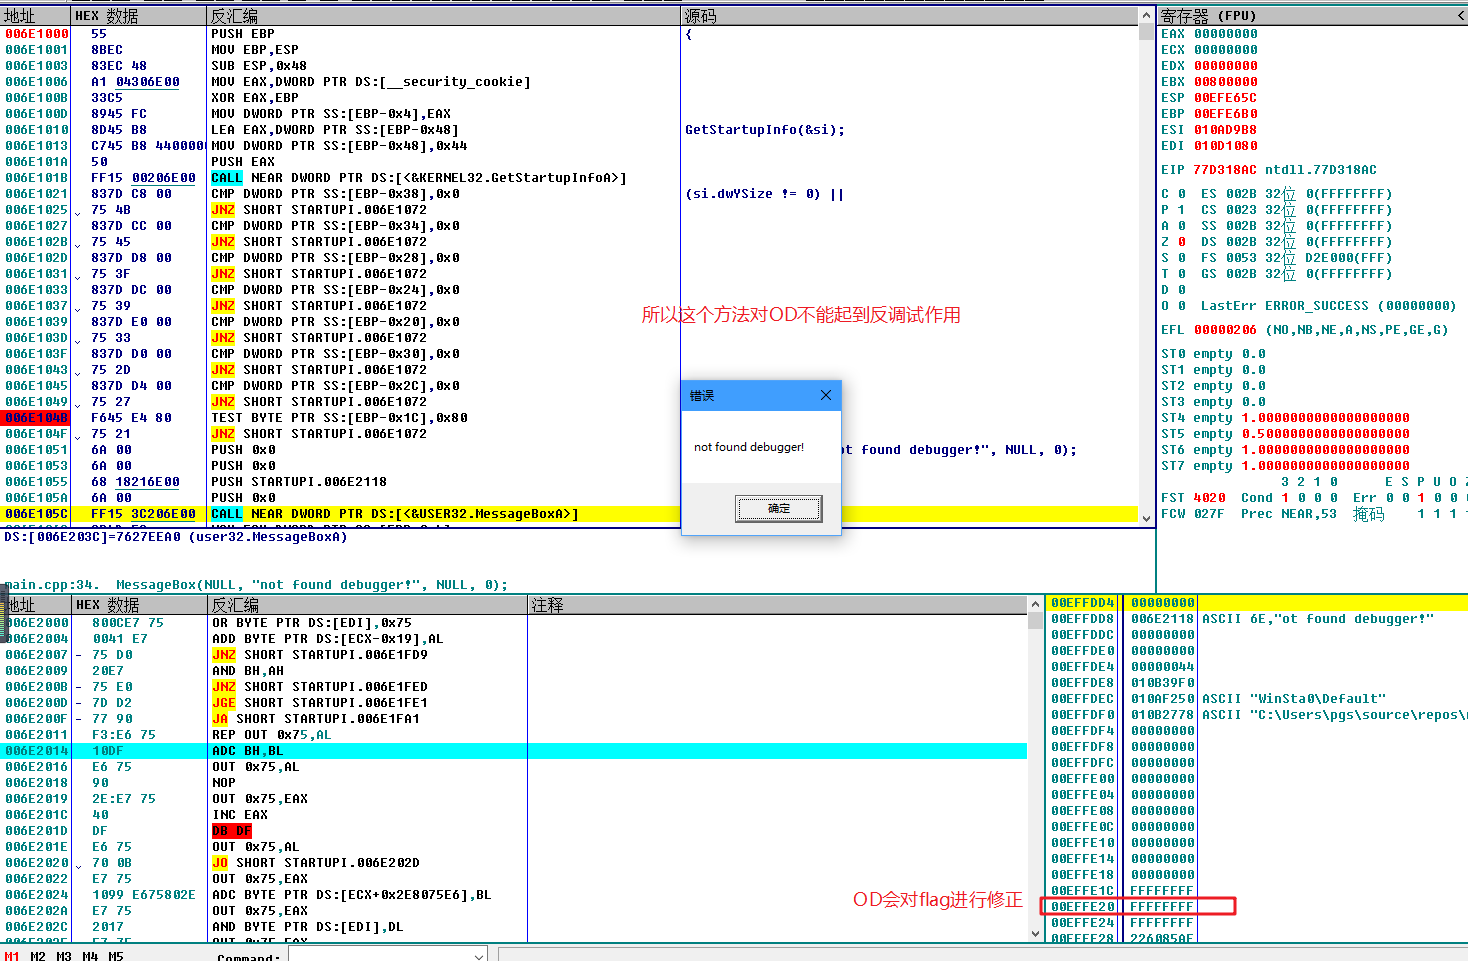 地址 HEX 数据 反汇编 源码
006E1000 55 PUSH EBP {
006E1001 8BEC MOV EBP,ESP
006E1003 83EC 48 SUB ESP,0x48
006E1006 A1 04306E00 MOV EAX,DWORD PTR DS:[__security_cookie]
006E100B 33C5 XOR EAX,EBP
006E100D 8945 FC MOV DWORD PTR SS:[EBP-0x4],EAX
006E1010 8D45 B8 LEA EAX,DWORD PTR SS:[EBP-0x48] GetStartupInfo(&si);
006E1013 C745 B8 4400000 MOV DWORD PTR SS:[EBP-0x48],0x44
006E101A 50 PUSH EAX
006E101B FF15 00206E00 CALL NEAR DWORD PTR DS:[<&KERNEL32.GetStartupInfoA>]
006E1021 837D C8 00 CMP DWORD PTR SS:[EBP-0x38],0x0 (si.dwYSize != 0) ||
006E1025 75 4B JNZ SHORT STARTUPI.006E1072
006E1027 837D CC 00 CMP DWORD PTR SS:[EBP-0x34],0x0
006E102B 75 45 JNZ SHORT STARTUPI.006E1072
006E102D 837D D8 00 CMP DWORD PTR SS:[EBP-0x28],0x0
006E1031 75 3F JNZ SHORT STARTUPI.006E1072
006E1033 837D DC 00 CMP DWORD PTR SS:[EBP-0x24],0x0
006E1037 75 39 JNZ SHORT STARTUPI.006E1072
006E1039 837D E0 00 CMP DWORD PTR SS:[EBP-0x20],0x0
006E103D 75 33 JNZ SHORT STARTUPI.006E1072
006E103F 837D D0 00 CMP DWORD PTR SS:[EBP-0x30],0x0
006E1043 75 2D JNZ SHORT STARTUPI.006E1072
006E1045 837D D4 00 CMP DWORD PTR SS:[EBP-0x2C],0x0
006E1049 75 27 JNZ SHORT STARTUPI.006E1072
006E104B F645 E4 80 TEST BYTE PTR SS:[EBP-0x1C],0x80
006E104F 75 21 JNZ SHORT STARTUPI.006E1072
006E1051 6A 00 PUSH 0x0 ot found debugger!", NULL, 0);
006E1053 6A 00 PUSH 0x0
006E1055 68 18216E00 PUSH STARTUPI.006E2118
006E105A 6A 00 PUSH 0x0
006E105C FF15 3C206E00 CALL NEAR DWORD PTR DS:[<&USER32.MessageBoxA>]
DS:[006E203C]=7627EEA0 (user32.MessageBoxA)
main.cpp:34. MessageBox(NULL, "not found debugger!", NULL, 0);
所以这个方法对OD不能起到反调试作用
错误
not found debugger!
确定
寄存器 (FPU) <
EAX 00000000
ECX 00000000
EDX 00000000
EBX 00800000
ESP 00EFE65C
EBP 00EFE6B0
ESI 010AD9B8
EDI 010D1080
EIP 77D318AC ntdll.77D318AC
C 0 ES 002B 32位 0(FFFFFFFF)
P 1 CS 0023 32位 0(FFFFFFFF)
A 0 SS 002B 32位 0(FFFFFFFF)
Z 0 DS 002B 32位 0(FFFFFFFF)
S 0 FS 0053 32位 D2E000(FFF)
T 0 GS 002B 32位 0(FFFFFFFF)
D 0
O 0 LastErr ERROR_SUCCESS (00000000)
EFL 00000206 (NO,NB,NE,A,NS,PE,GE,G)
ST0 empty 0.0
ST1 empty 0.0
ST2 empty 0.0
ST3 empty 0.0
ST4 empty 1.0000000000000000000
ST5 empty 0.5000000000000000000
ST6 empty 1.0000000000000000000
ST7 empty 1.0000000000000000000
3 2 1 0 E S P U O Z
FST 4020 Cond 1 0 0 0 Err 0 0 1 0 0 0
FCW 027F Prec NEAR,53 掩码 1 1 1 1
地址 HEX 数据 反汇编 注释
006E2000 800CE7 75 OR BYTE PTR DS:[EDI],0x75
006E2004 0041 E7 ADD BYTE PTR DS:[ECX-0x19],AL
006E2007 - 75 D0 JNZ SHORT STARTUPI.006E1FD9
006E2009 20E7 AND BH,AH
006E200B - 75 E0 JNZ SHORT STARTUPI.006E1FED
006E200D - 7D D2 JGE SHORT STARTUPI.006E1FE1
006E200F - 77 90 JA SHORT STARTUPI.006E1FA1
006E2011 F3:E6 75 REP OUT 0x75,AL
006E2014 10DF ADC BH,BL
006E2016 E6 75 OUT 0x75,AL
006E2018 90 NOP
006E2019 2E:E7 75 OUT 0x75,EAX
006E201C 40 INC EAX
006E201D DF DB DF
006E201E E6 75 OUT 0x75,AL
006E2020 70 0B JO SHORT STARTUPI.006E202D
006E2022 E7 75 OUT 0x75,EAX
006E2024 1099 E675802E ADC BYTE PTR DS:[ECX+0x2E8075E6],BL
006E202A E7 75 OUT 0x75,EAX
006E202C 2017 AND BYTE PTR DS:[EDI],DL
OD会对flag进行修正
00EFFDD4 00000000
00EFFDD8 006E2118 ASCII 6E,"ot found debugger!"
00EFFDDC 00000000
00EFFDE0 00000000
00EFFDE4 00000044
00EFFDE8 010B39F0
00EFFDEC 010AF250 ASCII "WinSta0\Default"
00EFFDF0 010B2778 ASCII "C:\Users\pgs\source\repos\
00EFFDF4 00000000
00EFFDF8 00000000
00EFFDFC 00000000
00EFFE00 00000000
00EFFE04 00000000
00EFFE08 00000000
00EFFE0C 00000000
00EFFE10 00000000
00EFFE14 00000000
00EFFE18 00000000
00EFFE1C FFFFFFFF
00EFFE20 FFFFFFFF
00EFFE24 FFFFFFFF
00EFFE28 226085AF
M1 M2 M3 M4 M5 Command: